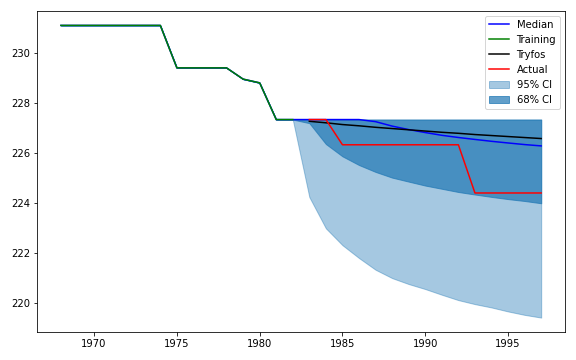 Median
Training
Tryfos
Actual
95% CI
68% CI
230
228
226
224
222
220
1970
1975
1980
1985
1990
1995